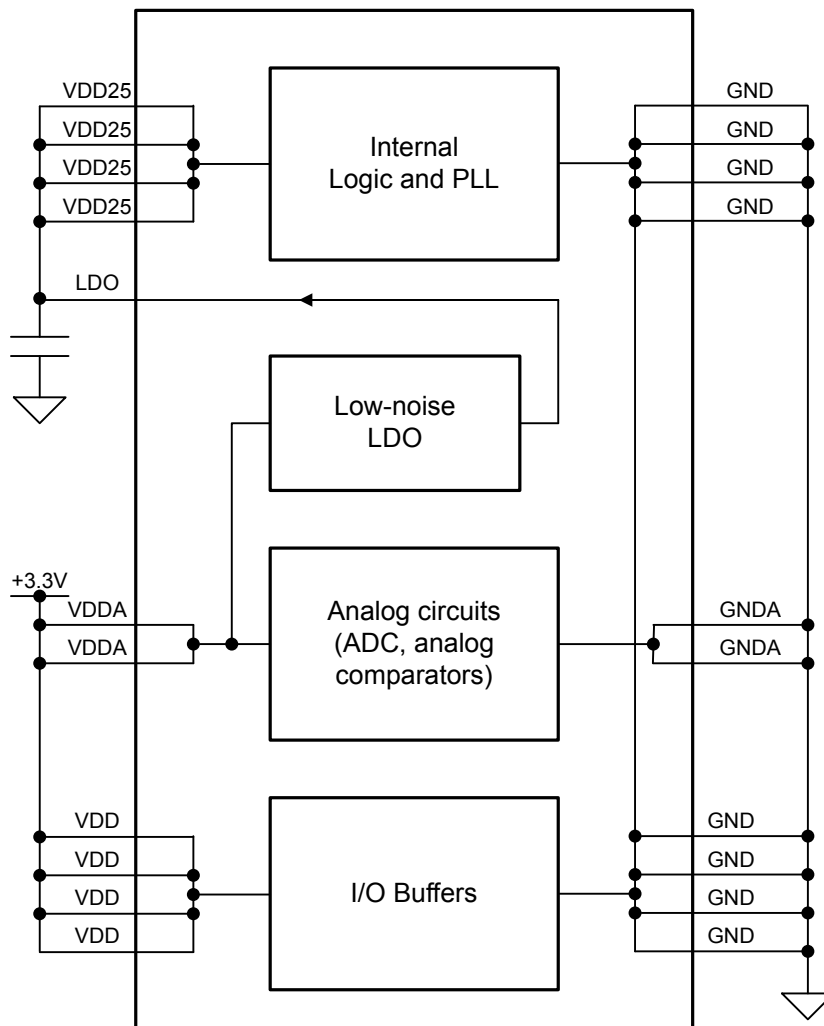 VDD25
VDD25
VDD25
VDD25
Internal
Logic and PLL
GND
GND
GND
GND
LDO
Low-noise
LDO
+3.3V
VDDA
VDDA
Analog circuits
(ADC, analog
comparators)
GNDA
GNDA
VDD
VDD
VDD
VDD
I/O Buffers
GND
GND
GND
GND